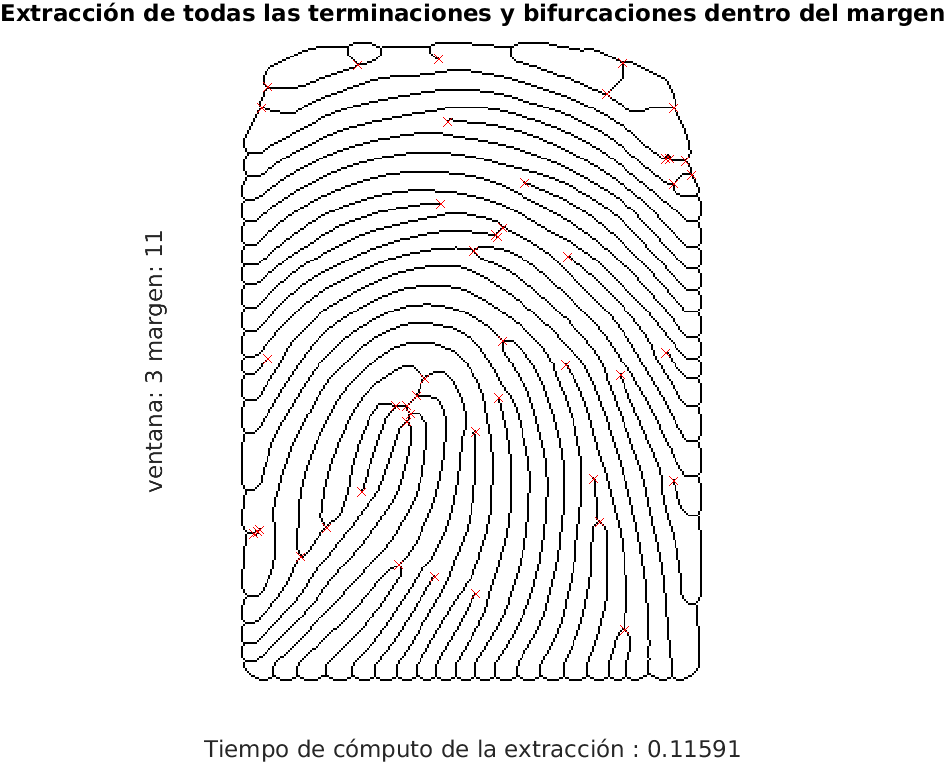 Extracción de todas las terminaciones y bifurcaciones dentro del margen
ventana: 3 margen: 11
Tiempo de cómputo de la extracción : 0.11591